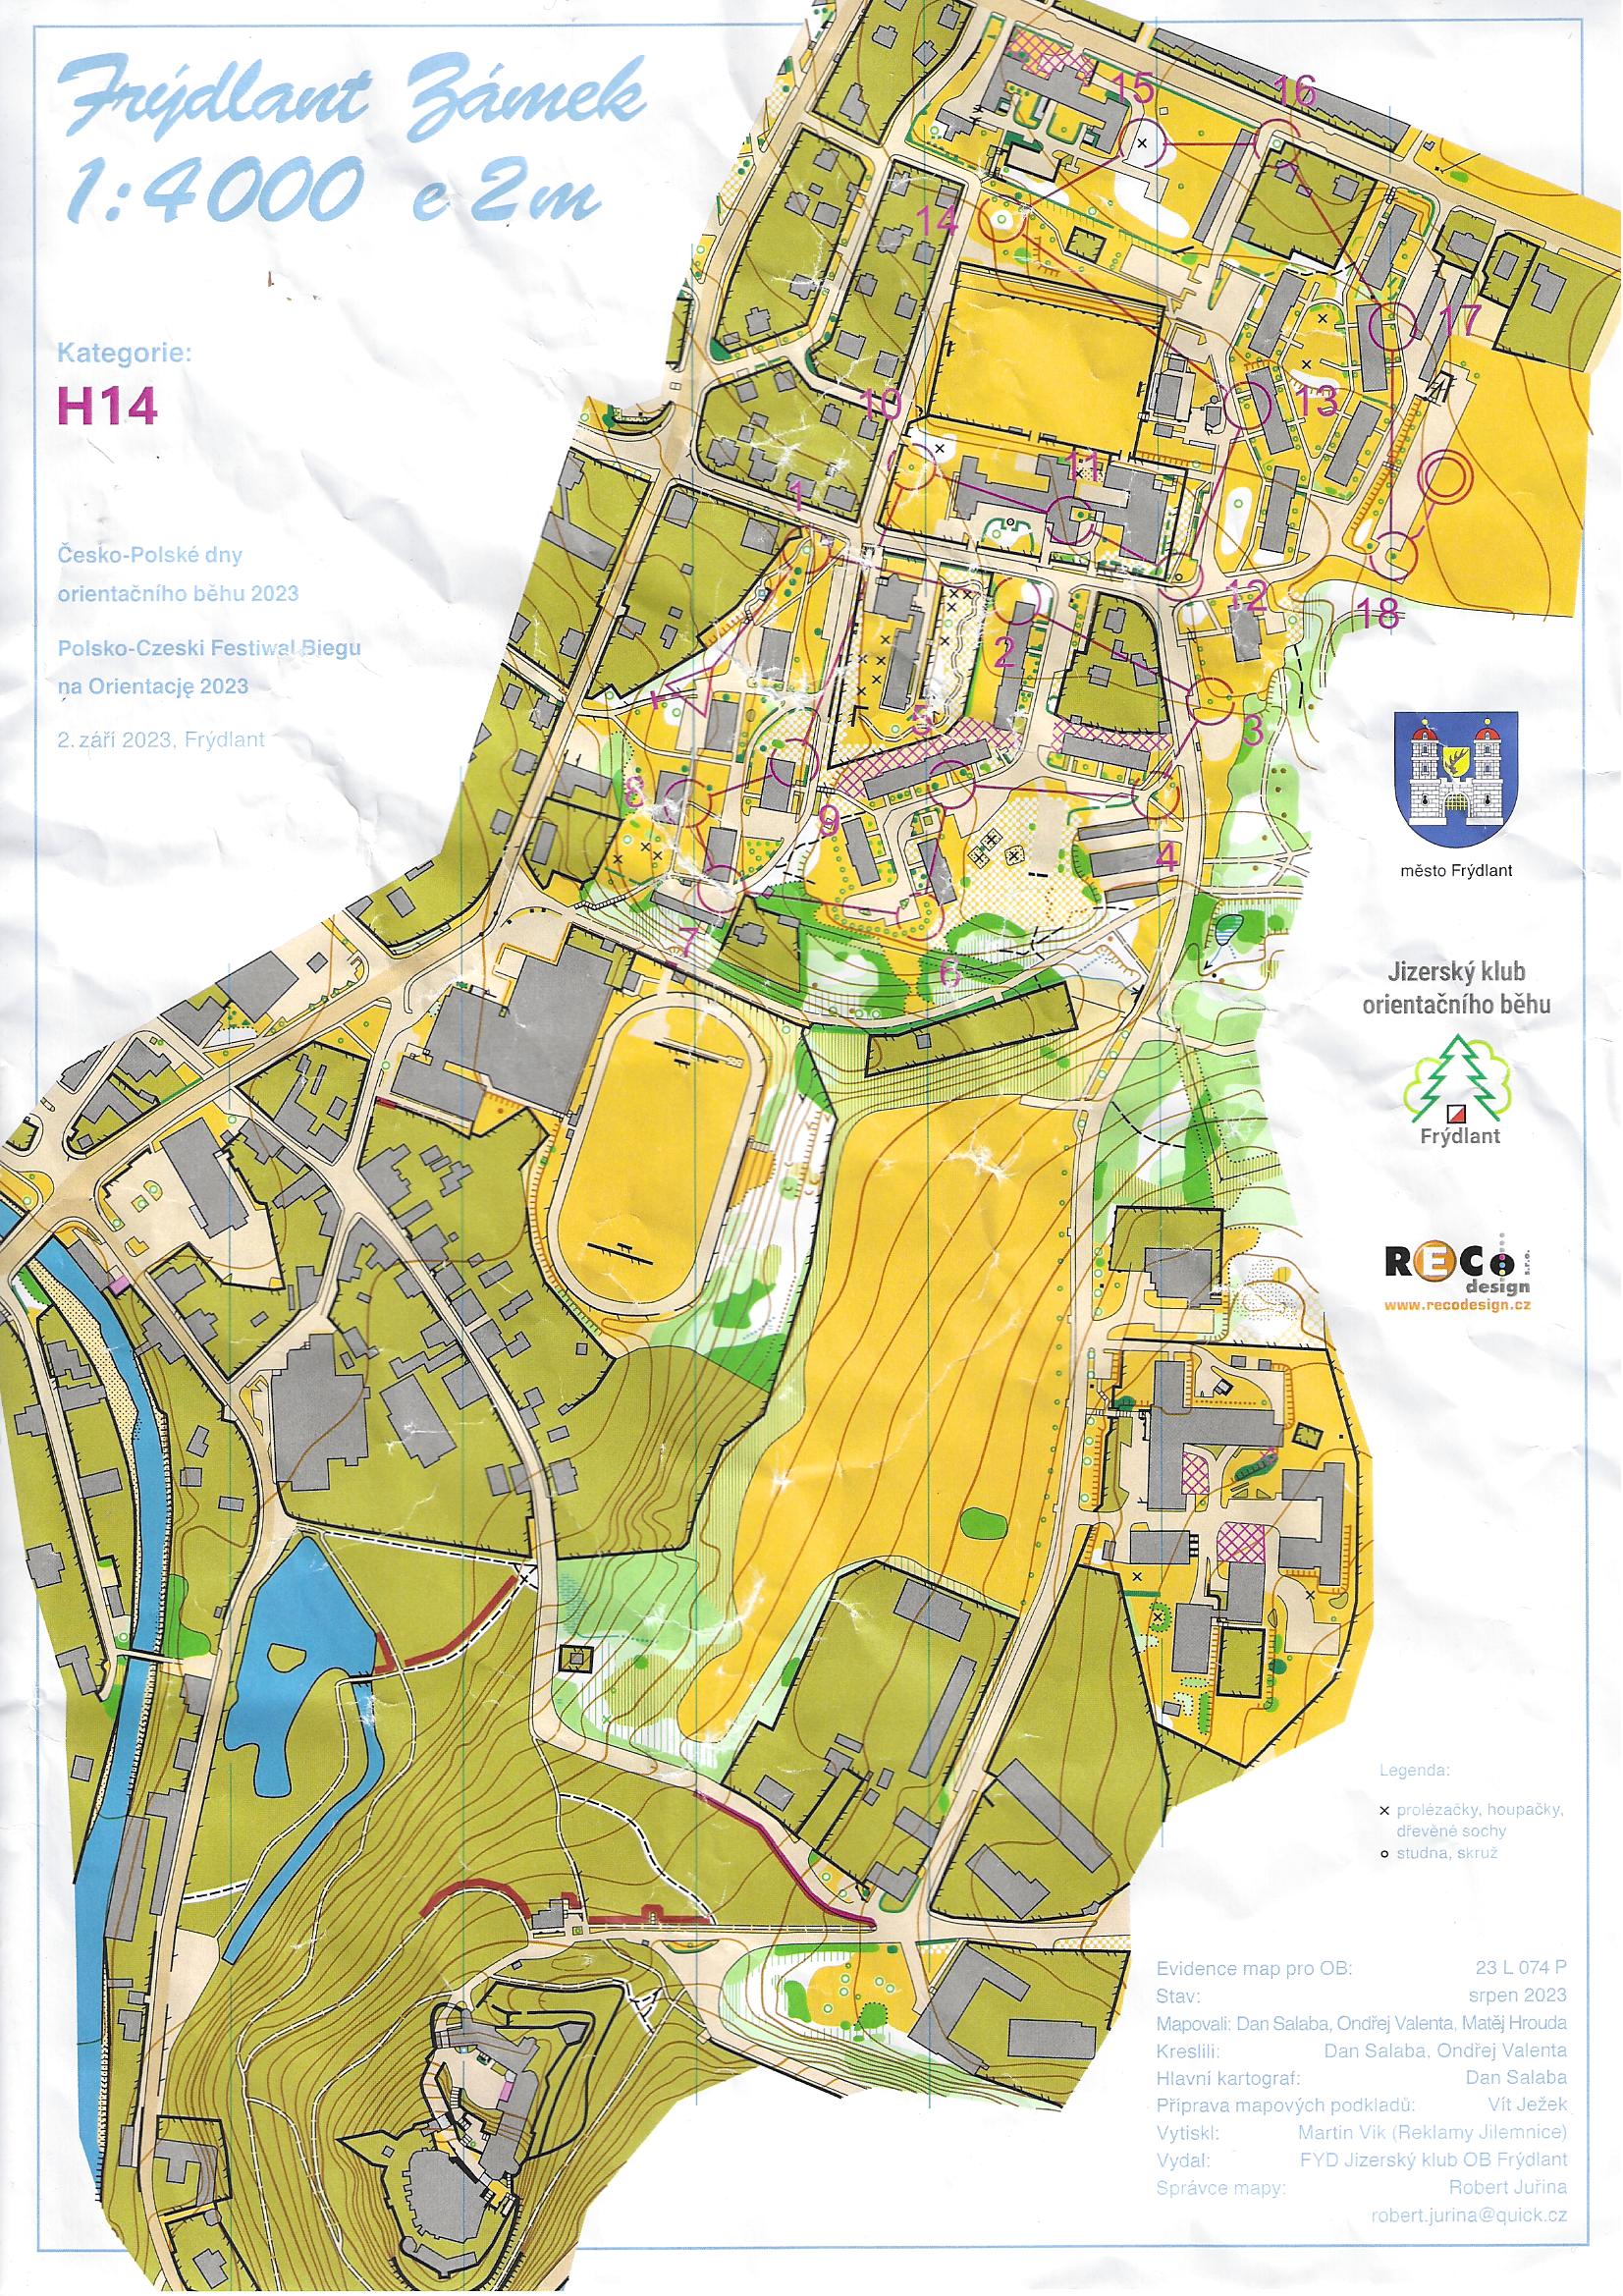 Frýdlant Zámek
1:4000 e 2m
Kategorie:
H14
Česko-Polské dny
orientačního běhu 2023
Polsko-Czeski Festiwal Biegu
na Orientację 2023
2. září 2023, Frýdlant
15
16
14
17
10
13
11
1
12
18
2
5
3
8
9
4
7
6
město Frýdlant
Jizerský klub
orientačního běhu
Frýdlant
RECo s.r.o.
design
www.recodesign.cz
Legenda:
x prolézačky, houpačky,
dřevěné sochy
o studna, skruž
Evidence map pro OB: 23 L 074 P
Stav: srpen 2023
Mapovali: Dan Salaba, Ondřej Valenta, Matěj Hrouda
Kreslili: Dan Salaba, Ondřej Valenta
Hlavní kartograf: Dan Salaba
Příprava mapových podkladů: Vít Ježek
Vytiskl: Martin Vik (Reklamy Jilemnice)
Vydal: FYD Jizerský klub OB Frýdlant
Správce mapy: Robert Juřina
robert.jurina@quick.cz